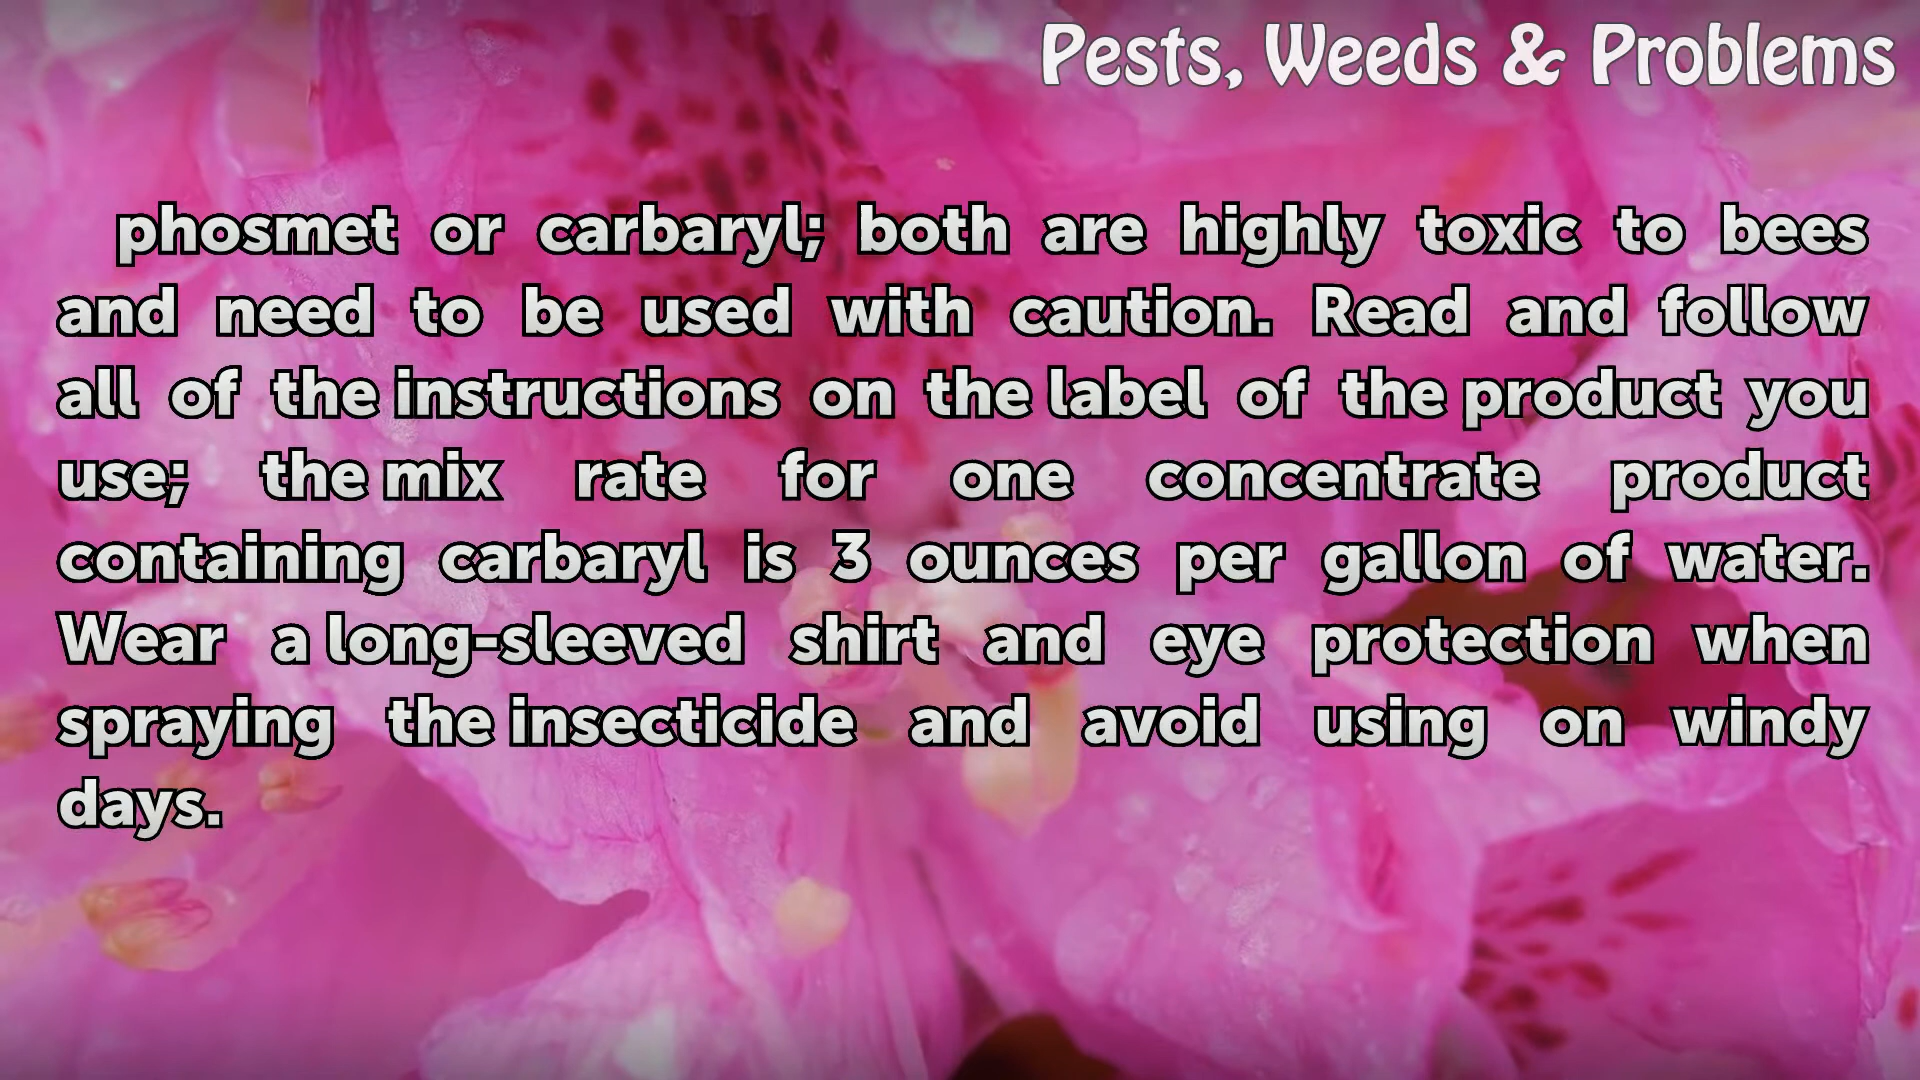 Pests, Weeds & Problems
phosmet or carbaryl; both are highly toxic to bees
and need to be used with caution. Read and follow
all of the instructions on the label of the product you
use; the mix rate for one concentrate product
containing carbaryl is 3 ounces per gallon of water.
Wear a long-sleeved shirt and eye protection when
spraying the insecticide and avoid using on windy
days.